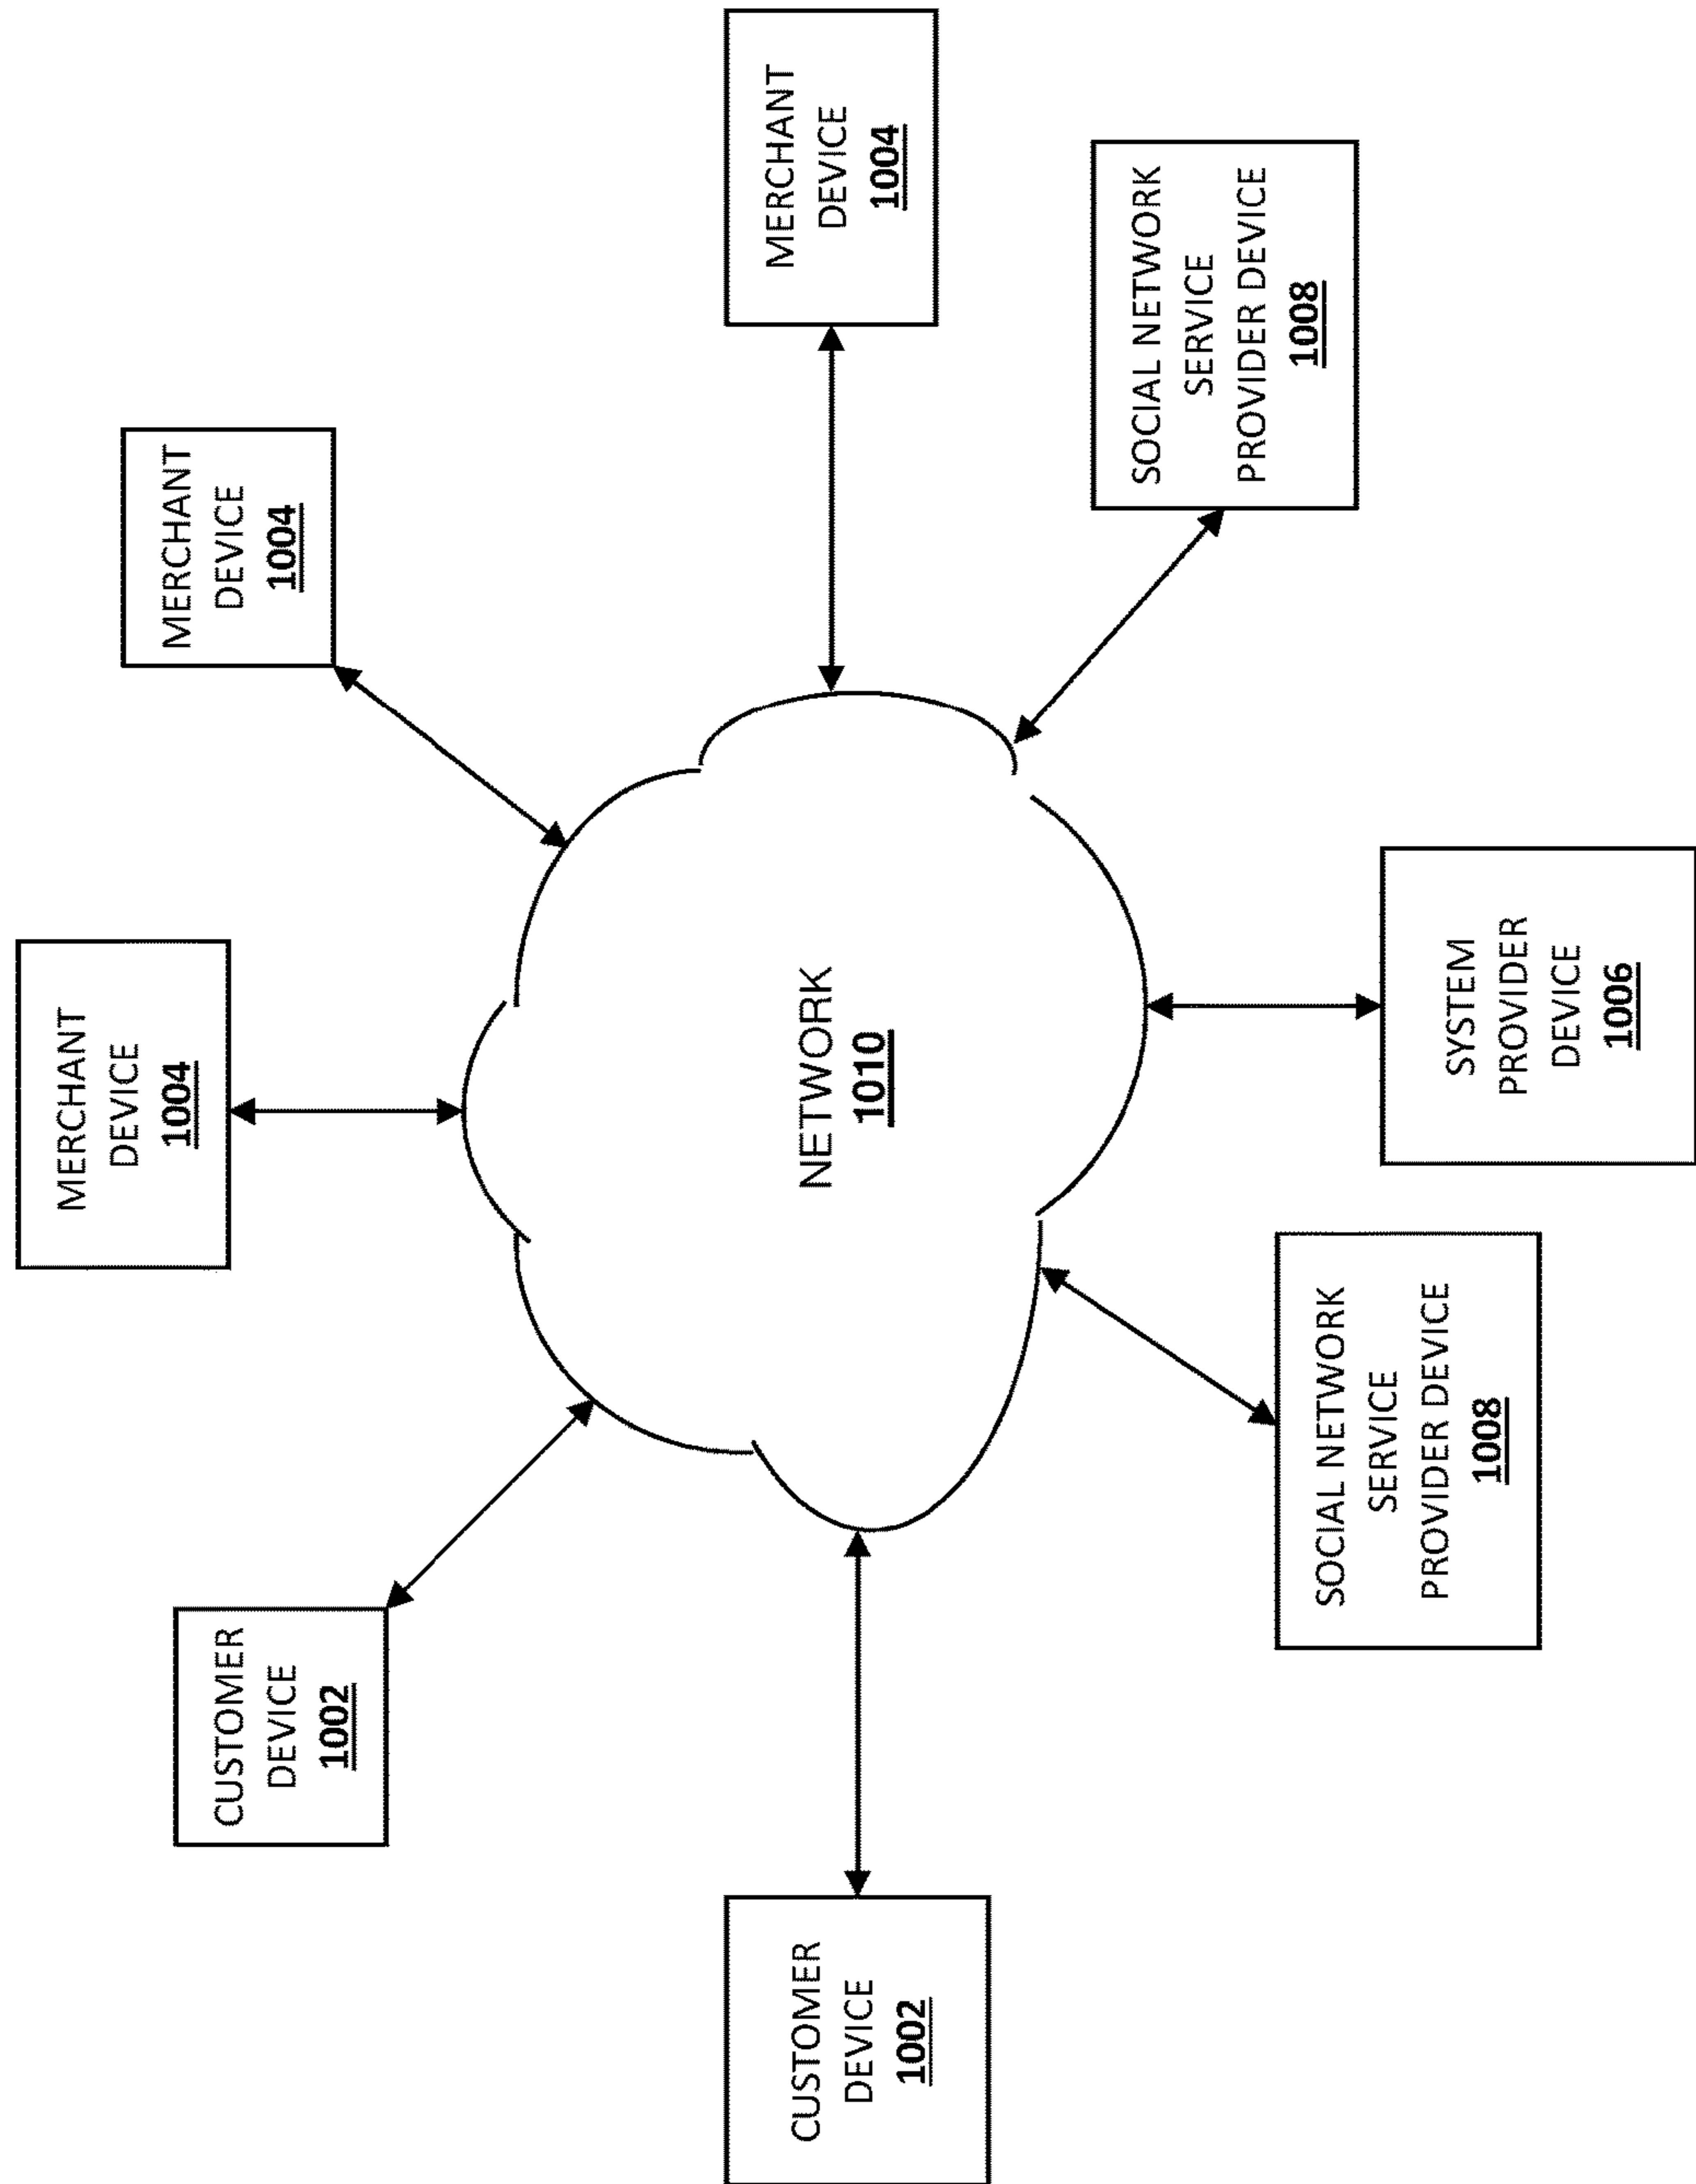 MERCHANT
DEVICE
1004
MERCHANT
DEVICE
1004
CUSTOMER
DEVICE
1002
CUSTOMER
DEVICE
1002
NETWORK
1010
MERCHANT
DEVICE
1004
SOCIAL NETWORK
SERVICE
PROVIDER DEVICE
1008
SOCIAL NETWORK
SERVICE
PROVIDER DEVICE
1008
SYSTEM
PROVIDER
DEVICE
1006